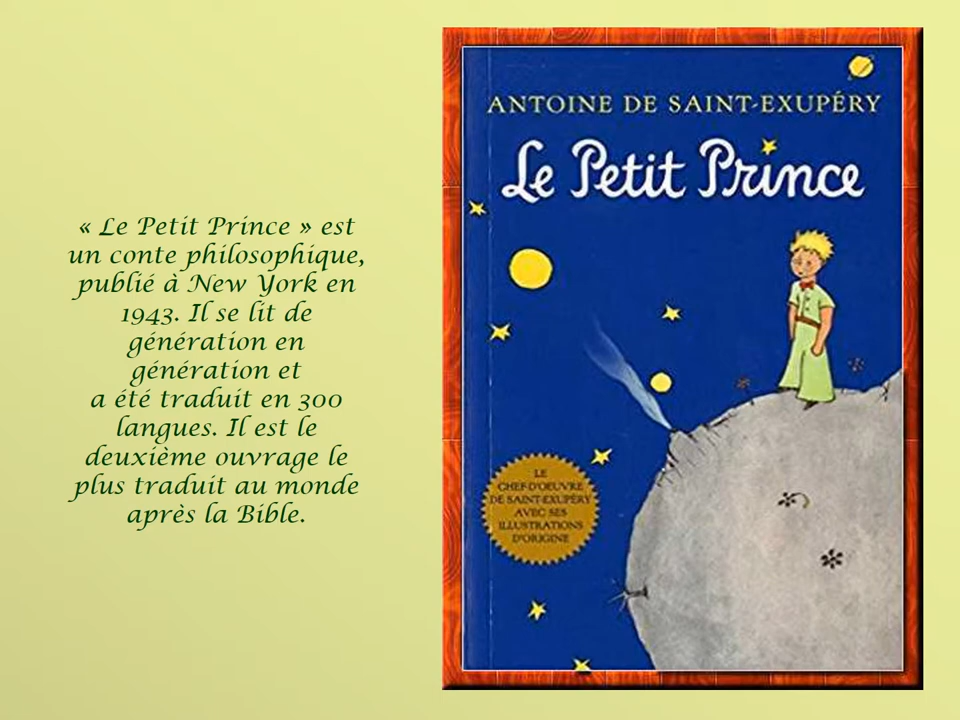 « Le Petit Prince » est
un conte philosophique,
publié à New York en
1943. Il se lit de
génération en
génération et
a été traduit en 300
langues. Il est le
deuxième ouvrage le
plus traduit au monde
après la Bible.
ANTOINE DE SAINT-EXUPÉRY
Le Petit Prince
LE
CHEF-D'OEUVRE
DE SAINT-EXUPÉRY
AVEC SES
ILLUSTRATIONS
D'ORIGINE